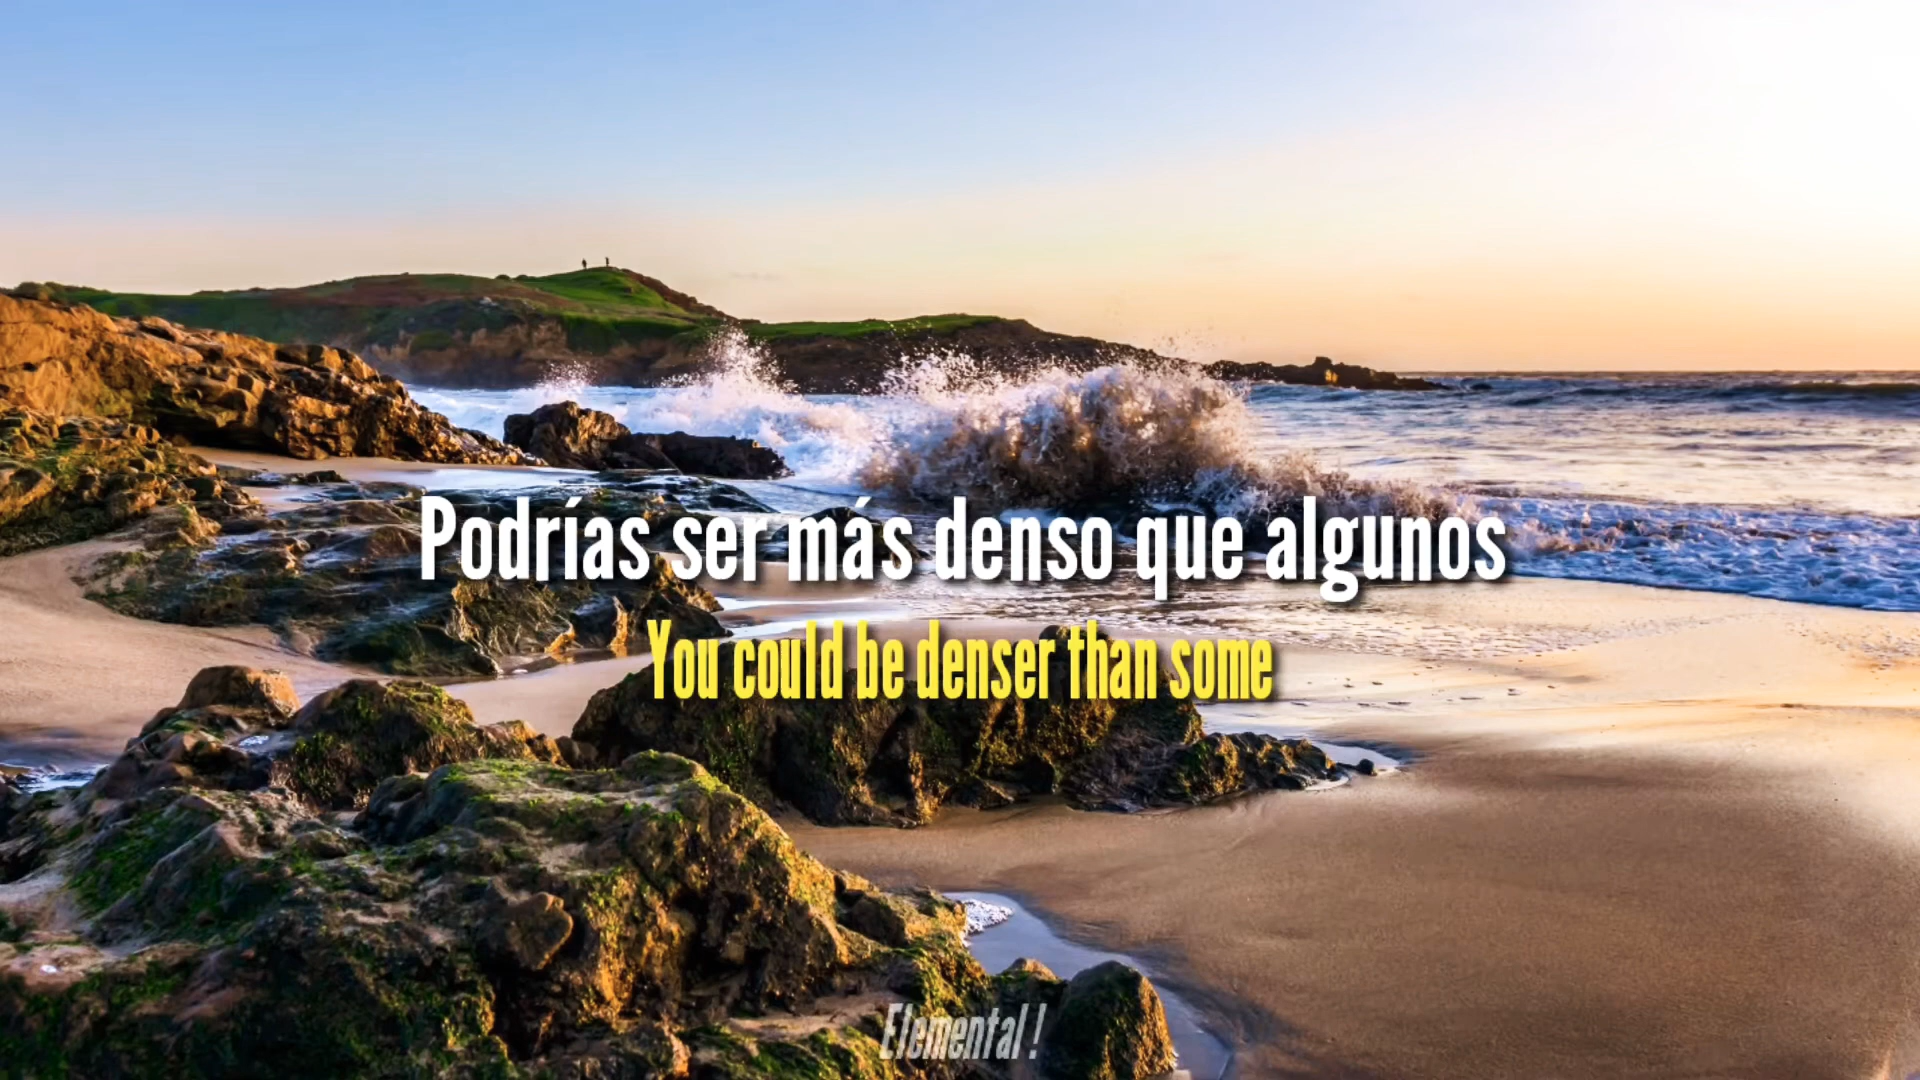 Podrías ser más denso que algunos
You could be denser than some
Elemental !